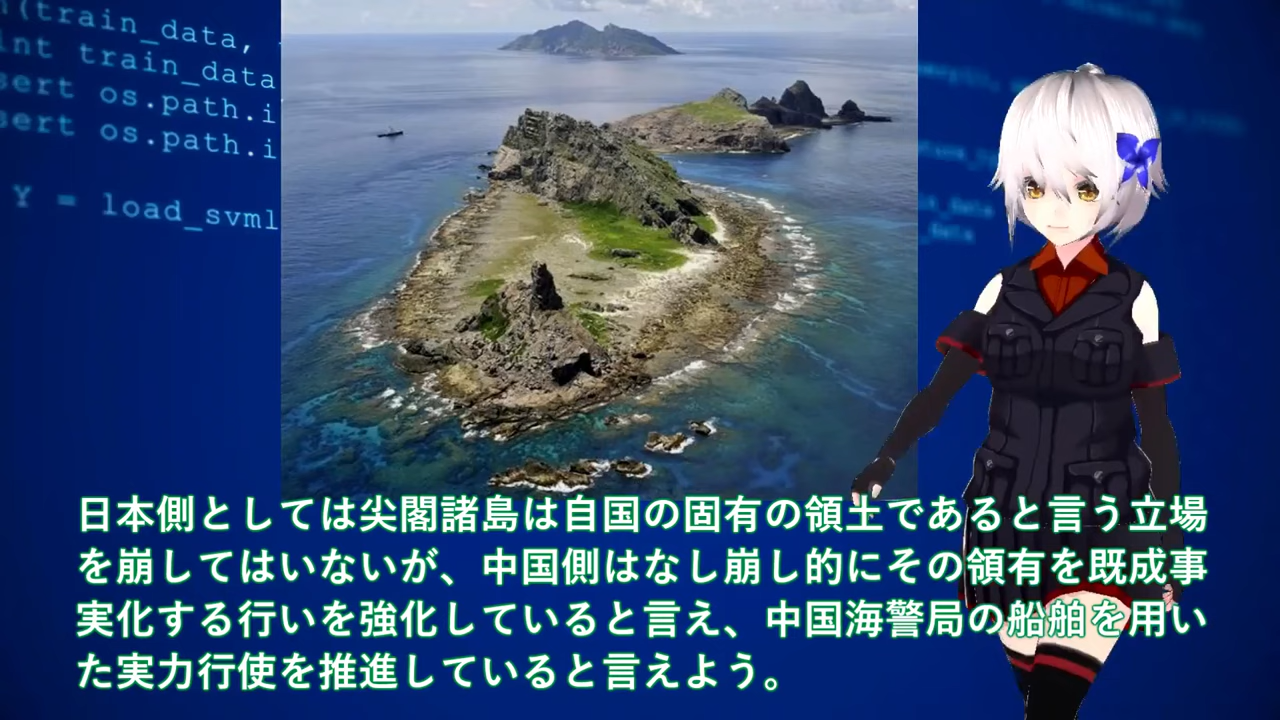 (train_data,
int train_data
sert os.path.i
sert os.path.i
Y = load_svml
日本側としては尖閣諸島は自国の固有の領土であると言う立場
を崩してはいないが、中国側はなし崩し的にその領有を既成事
実化する行いを強化していると言え、中国海警局の船舶を用い
た実力行使を推進していると言えよう。